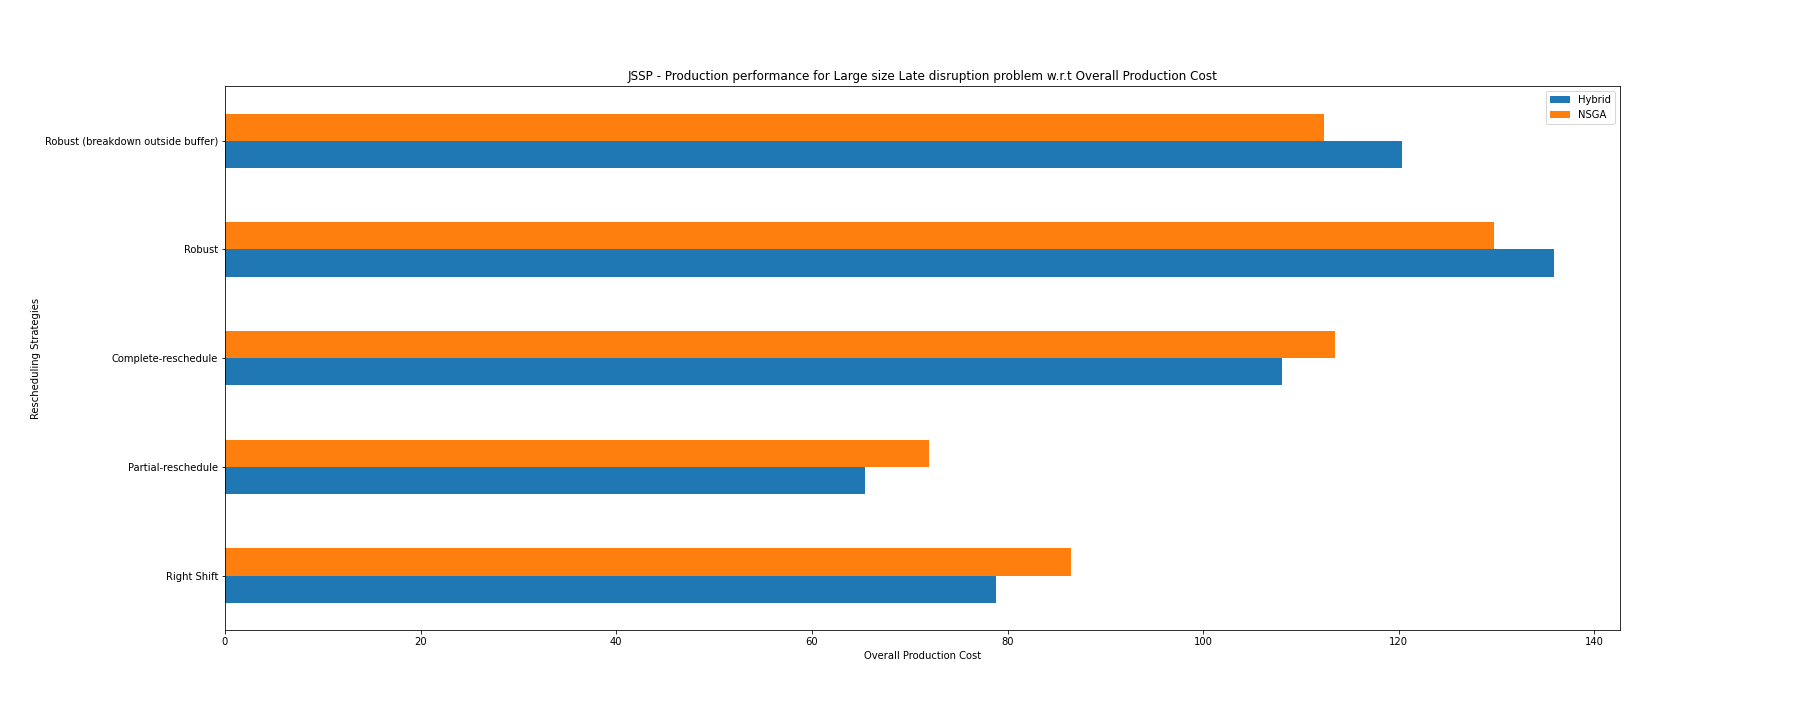 JSSP - Production performance for Large size Late disruption problem w.r.t Overall Production Cost
Hybrid
NSGA
Robust (breakdown outside buffer)
Robust
Complete-reschedule
Partial-reschedule
Right Shift
Rescheduling Strategies
0 20 40 60 80 100 120 140
Overall Production Cost